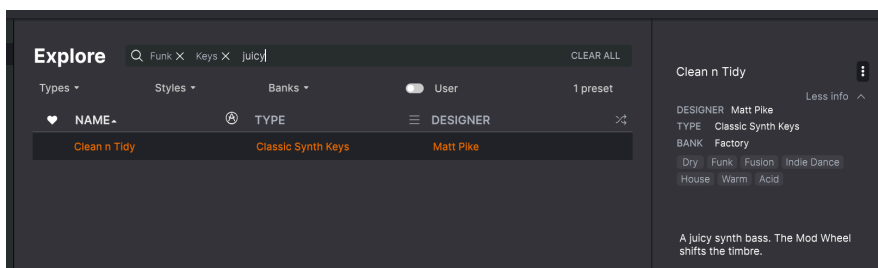 Explore Funk X Keys X juicy CLEAR ALL
Types Styles Banks User 1 preset
NAME TYPE DESIGNER
Clean n Tidy Classic Synth Keys Matt Pike
Clean n Tidy
Less info
DESIGNER Matt Pike
TYPE Classic Synth Keys
BANK Factory
Dry Funk Fusion Indie Dance
House Warm Acid
A juicy synth bass. The Mod Wheel
shifts the timbre.